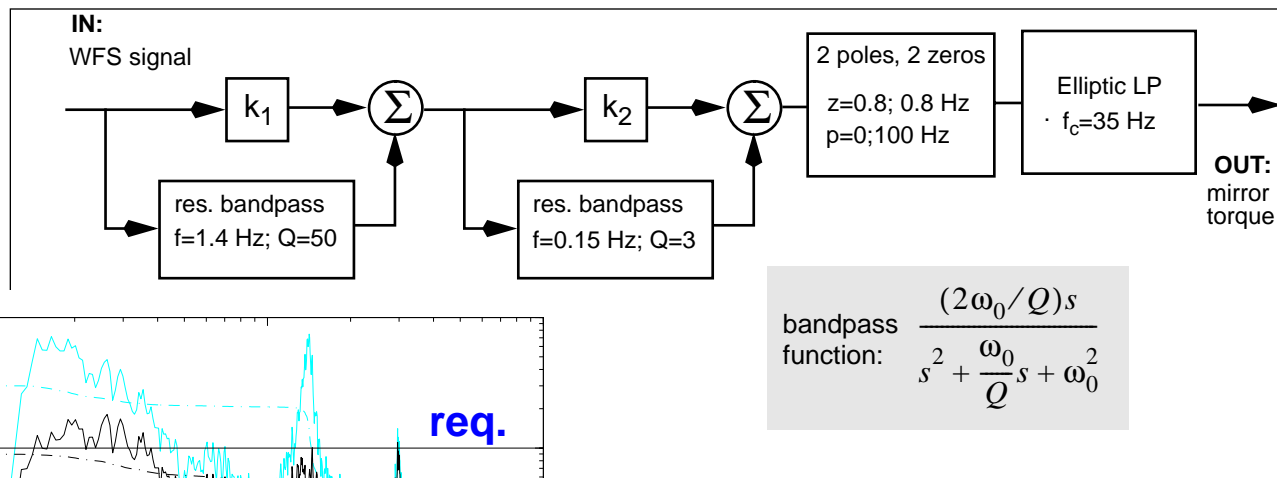 IN:
WFS signal
k1
Σ
k2
Σ
2 poles, 2 zeros
z=0.8; 0.8 Hz
p=0;100 Hz
Elliptic LP
· fc=35 Hz
OUT:
mirror
torque
res. bandpass
f=1.4 Hz; Q=50
res. bandpass
f=0.15 Hz; Q=3
bandpass
function:
(2ω0/Q)s
s2 + ω0/Q s + ω02
req.